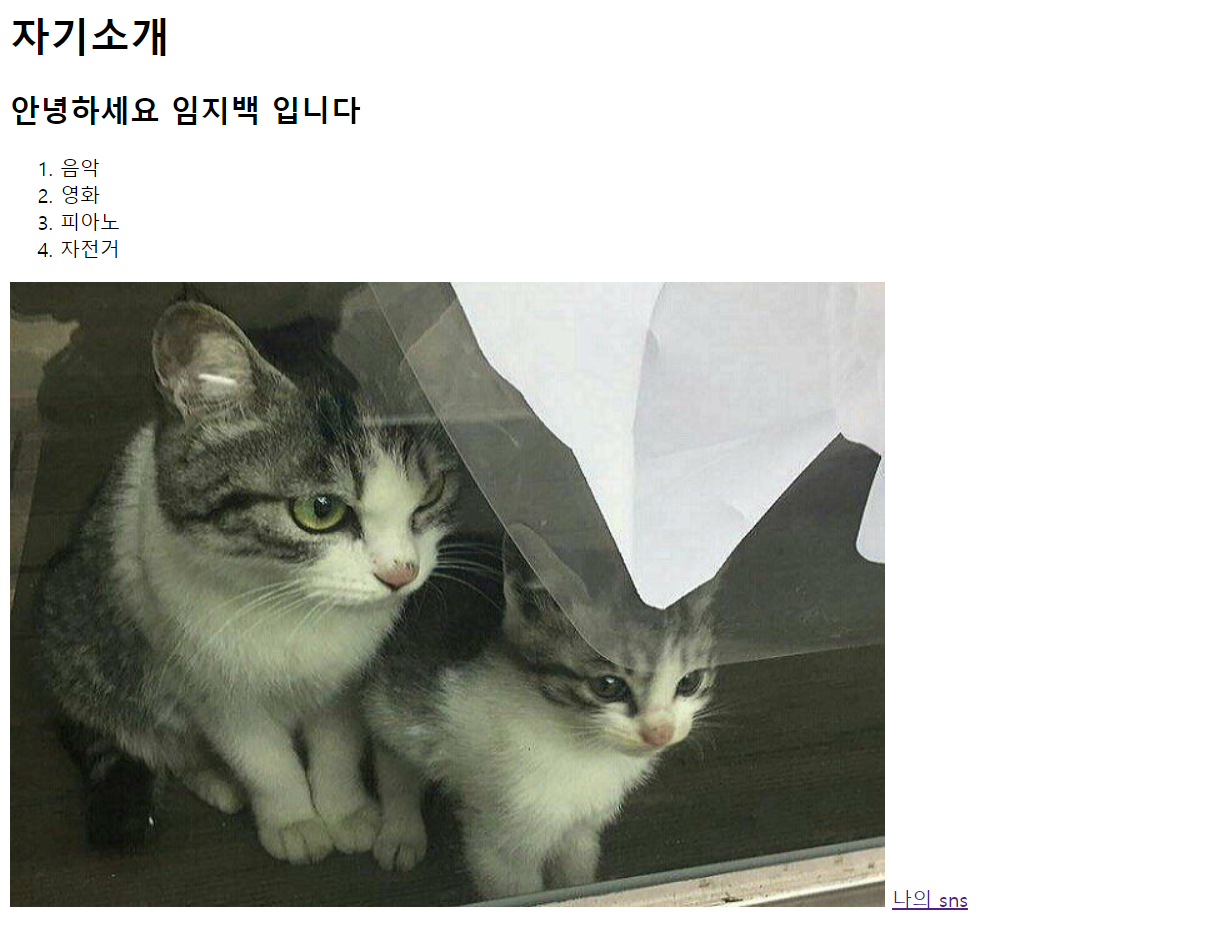 자기소개
안녕하세요 임지백 입니다
1. 음악
2. 영화
3. 피아노
4. 자전거
나의 sns